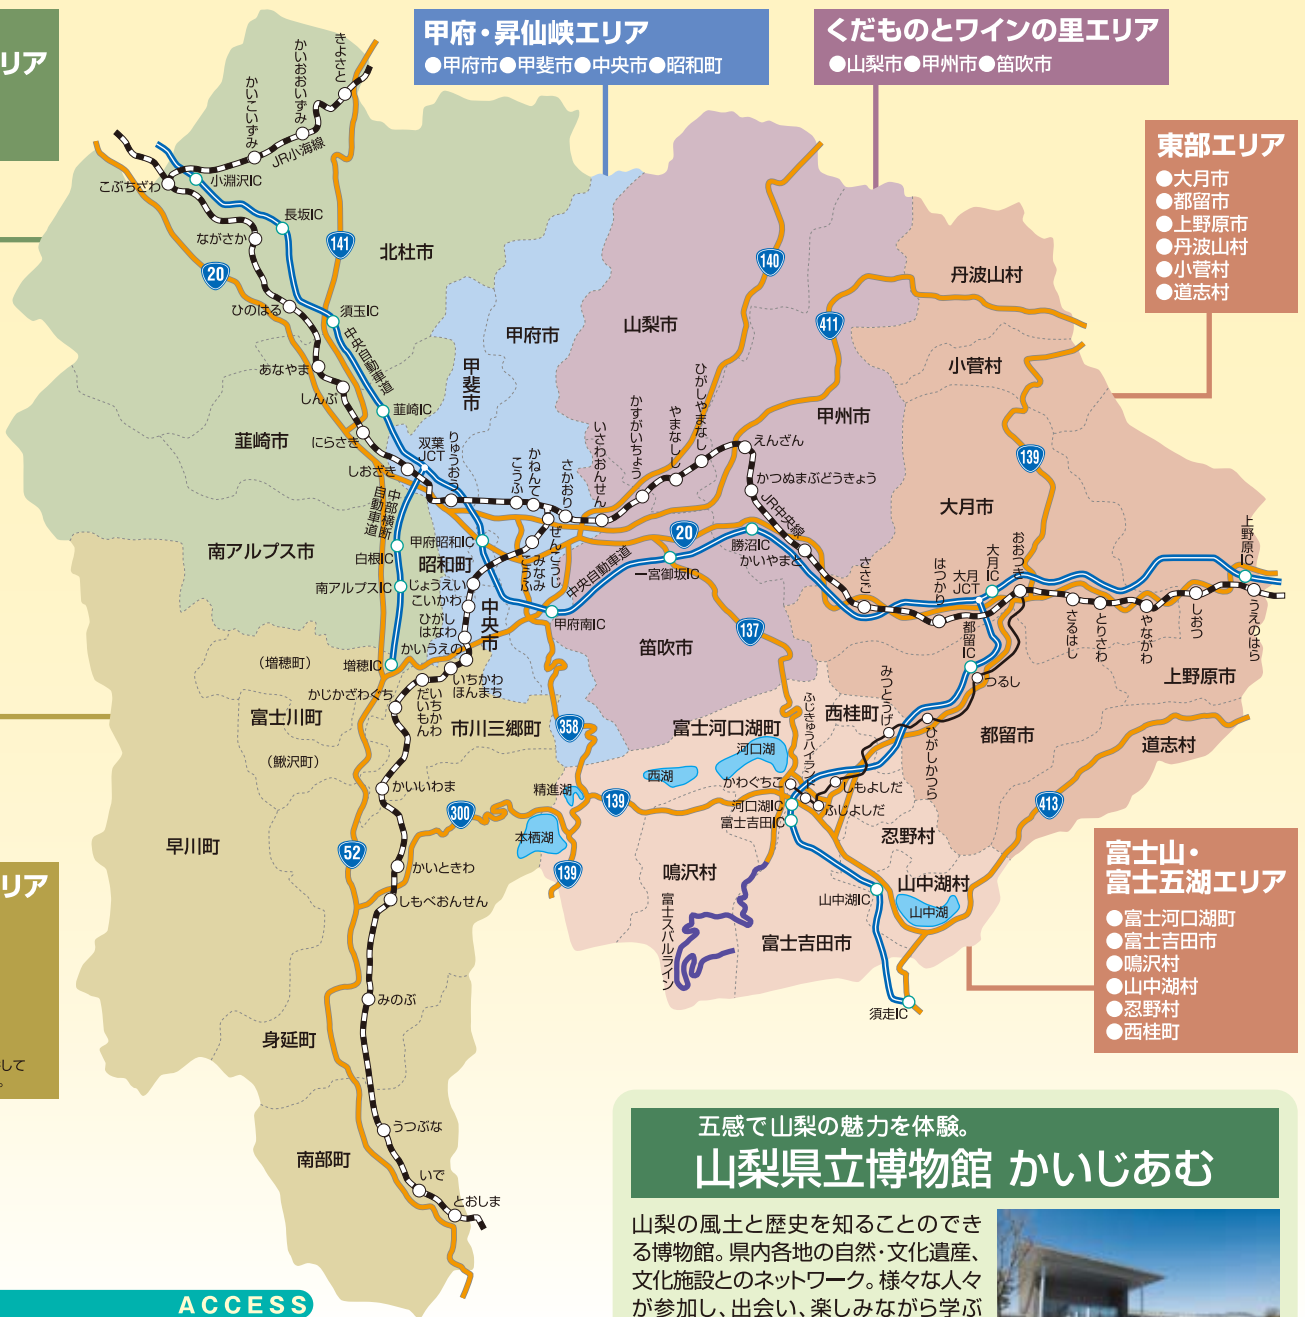 リア
甲府・昇仙峡エリア
●甲府市●甲斐市●中央市●昭和町
くだものとワインの里エリア
●山梨市●甲州市●笛吹市
東部エリア
●大月市
●都留市
●上野原市
●丹波山村
●小菅村
●道志村
きよさと
かいおおいずみ
かいこいずみ
JR小海線
こぶちざわ
小淵沢IC
長坂IC
ながさか
141
北杜市
20
ひのはる
須玉IC
中央自動車道
あなやま
しんぷ
韮崎IC
にらさき
韮崎市
しおざき
双葉JCT
りゅうおう
甲斐市
甲府市
山梨市
140
411
丹波山村
小菅村
甲州市
139
大月市
かねんて
こうふ
さかおり
いさわおんせん
かすがいちょう
やまなしし
ひがしやまなし
えんざん
かつぬまぶどうきょう
JR中央線
20
勝沼IC
かいやまと
一宮御坂IC
中央自動車道
ぜんこうじ
みなみこうふ
甲府昭和IC
昭和町
中部横断自動車道
白根IC
南アルプス市
南アルプスIC
じょうえい
こいかわ
中央市
ひがしはなわ
かいうえの
甲府南IC
137
笛吹市
ささご
はつかり
大月JCT
大月IC
おおつき
都留IC
さるはし
とりさわ
やながわ
しおつ
上野原IC
うえのはら
上野原市
つるし
(増穂町)
増穂IC
かじかざわぐち
いちかわだいもん
いちかわほんまち
富士川町
(鰍沢町)
市川三郷町
358
富士河口湖町
河口湖
西湖
精進湖
139
本栖湖
300
139
かいいわま
早川町
52
かいときわ
しもべおんせん
ふじきゅうハイランド
西桂町
みつとうげ
ひがしかつら
都留市
道志村
413
かわぐちこ
しもよしだ
ふじよしだ
河口湖IC
富士吉田IC
忍野村
山中湖村
山中湖IC
山中湖
鳴沢村
富士スバルライン
富士吉田市
須走IC
富士山・
富士五湖エリア
●富士河口湖町
●富士吉田市
●鳴沢村
●山中湖村
●忍野村
●西桂町
リア
して
。
みのぶ
身延町
うつぶな
南部町
いで
とおしま
五感で山梨の魅力を体験。
山梨県立博物館 かいじあむ
山梨の風土と歴史を知ることのでき
る博物館。県内各地の自然・文化遺産、
文化施設とのネットワーク。様々な人々
が参加し、出会い、楽しみながら学ぶ
ACCESS